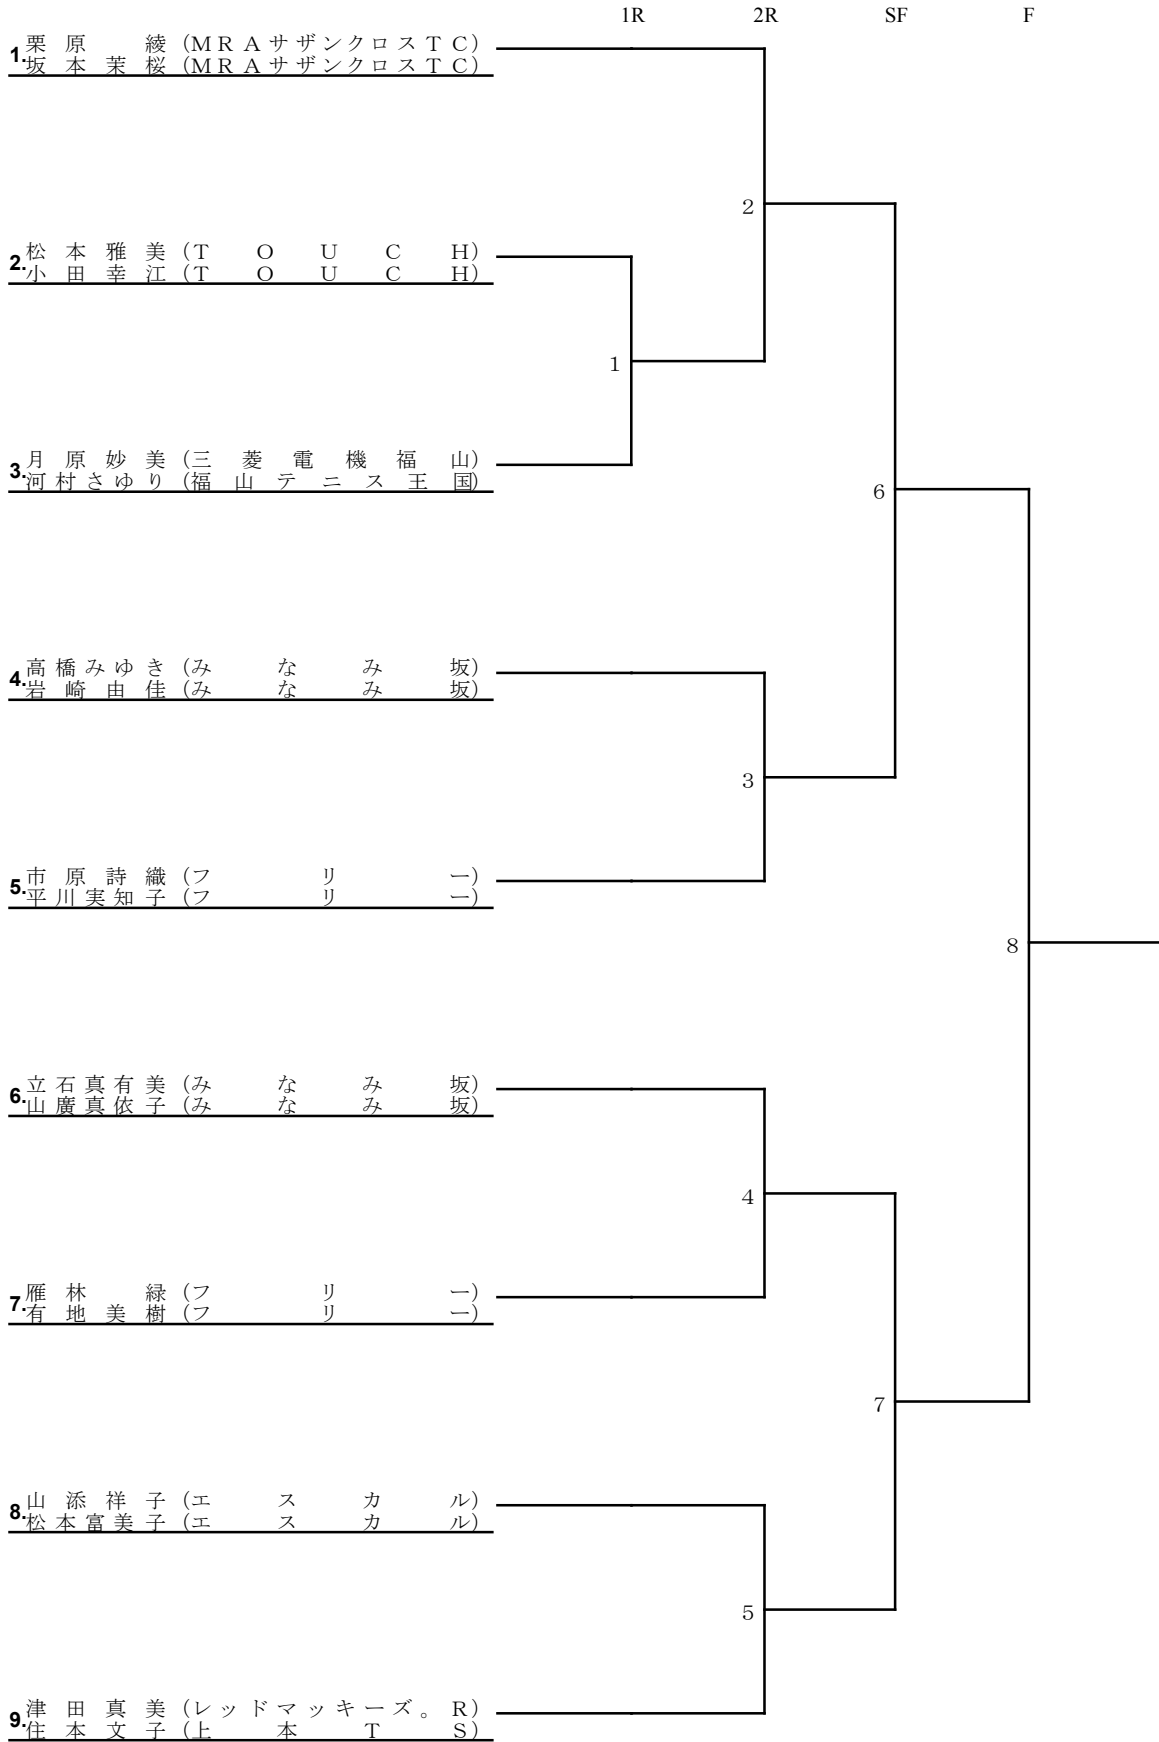 1R 2R SF F
1. 栗原 綾 (MRAサザンクロスTC)
坂本茉桜 (MRAサザンクロスTC)
2
2. 松本雅美 (TOUCH)
小田幸江 (TOUCH)
1
3. 月原妙美 (三菱電機福山)
河村さゆり (福山テニス王国)
6
4. 高橋みゆき (みなみ坂)
岩崎由佳 (みなみ坂)
3
5. 市原詩織 (フリー)
平川実知子 (フリー)
8
6. 立石真有美 (みなみ坂)
山廣真依子 (みなみ坂)
4
7. 雁林 緑 (フリー)
有地美樹 (フリー)
7
8. 山添祥子 (エスカル)
松本富美子 (エスカル)
5
9. 津田真美 (レッドマッキーズ。R)
住本文子 (上本TS)